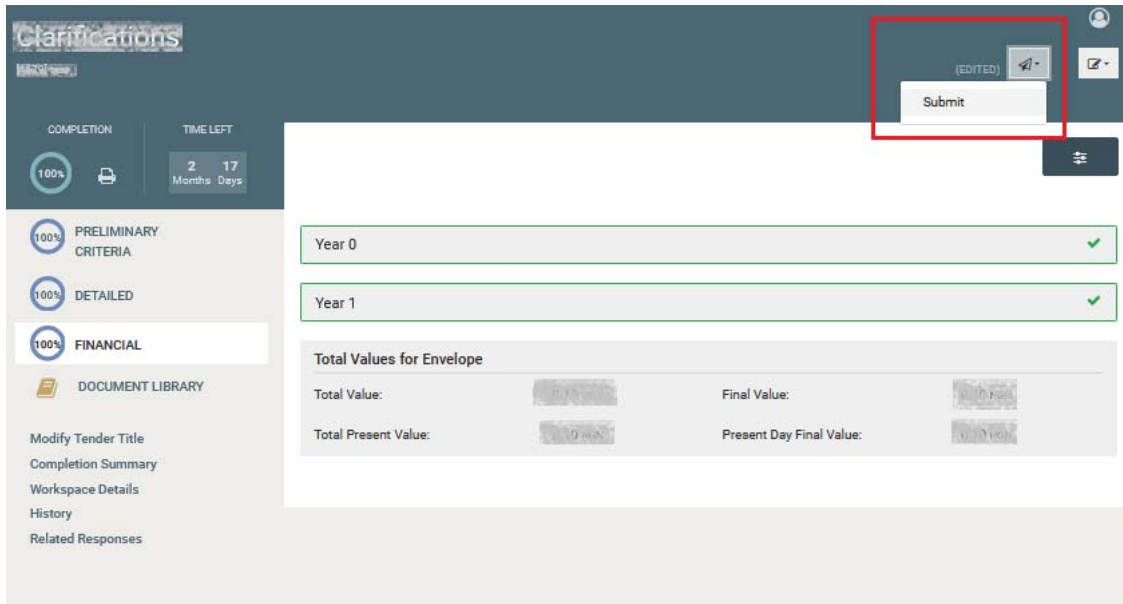 Clarifications
(EDITED)
Submit
COMPLETION
TIME LEFT
100%
2 17
Months Days
100% PRELIMINARY
CRITERIA
100% DETAILED
100% FINANCIAL
DOCUMENT LIBRARY
Modify Tender Title
Completion Summary
Workspace Details
History
Related Responses
Year 0
Year 1
Total Values for Envelope
Total Value:
Final Value:
Total Present Value:
Present Day Final Value: